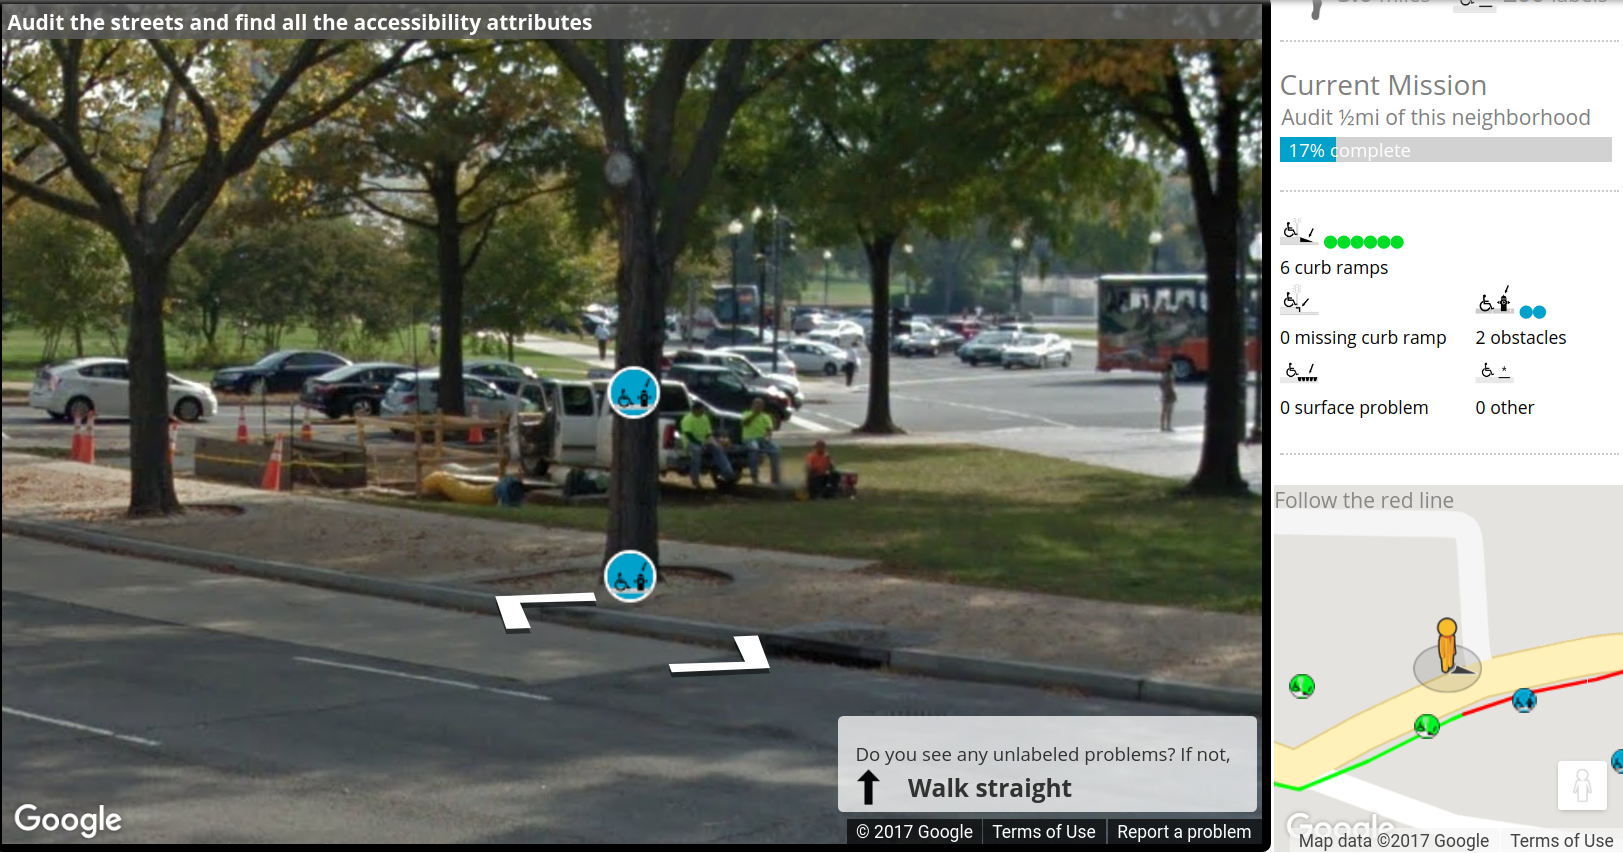 Audit the streets and find all the accessibility attributes
Current Mission
Audit ½mi of this neighborhood
17% complete
6 curb ramps
0 missing curb ramp
2 obstacles
0 surface problem
0 other
Follow the red line
Do you see any unlabeled problems? If not,
Walk straight
Google
© 2017 Google
Terms of Use
Report a problem
Google
Map data ©2017 Google
Terms of Use